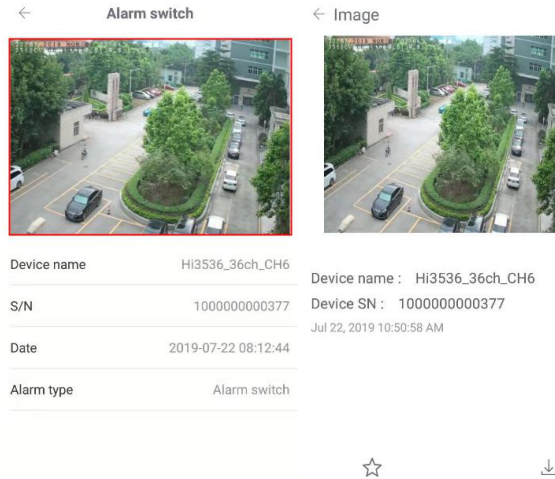 Alarm switch
Device name Hi3536_36ch_CH6
S/N 1000000000377
Date 2019-07-22 08:12:44
Alarm type Alarm switch
Image
Device name : Hi3536_36ch_CH6
Device SN : 1000000000377
Jul 22, 2019 10:50:58 AM